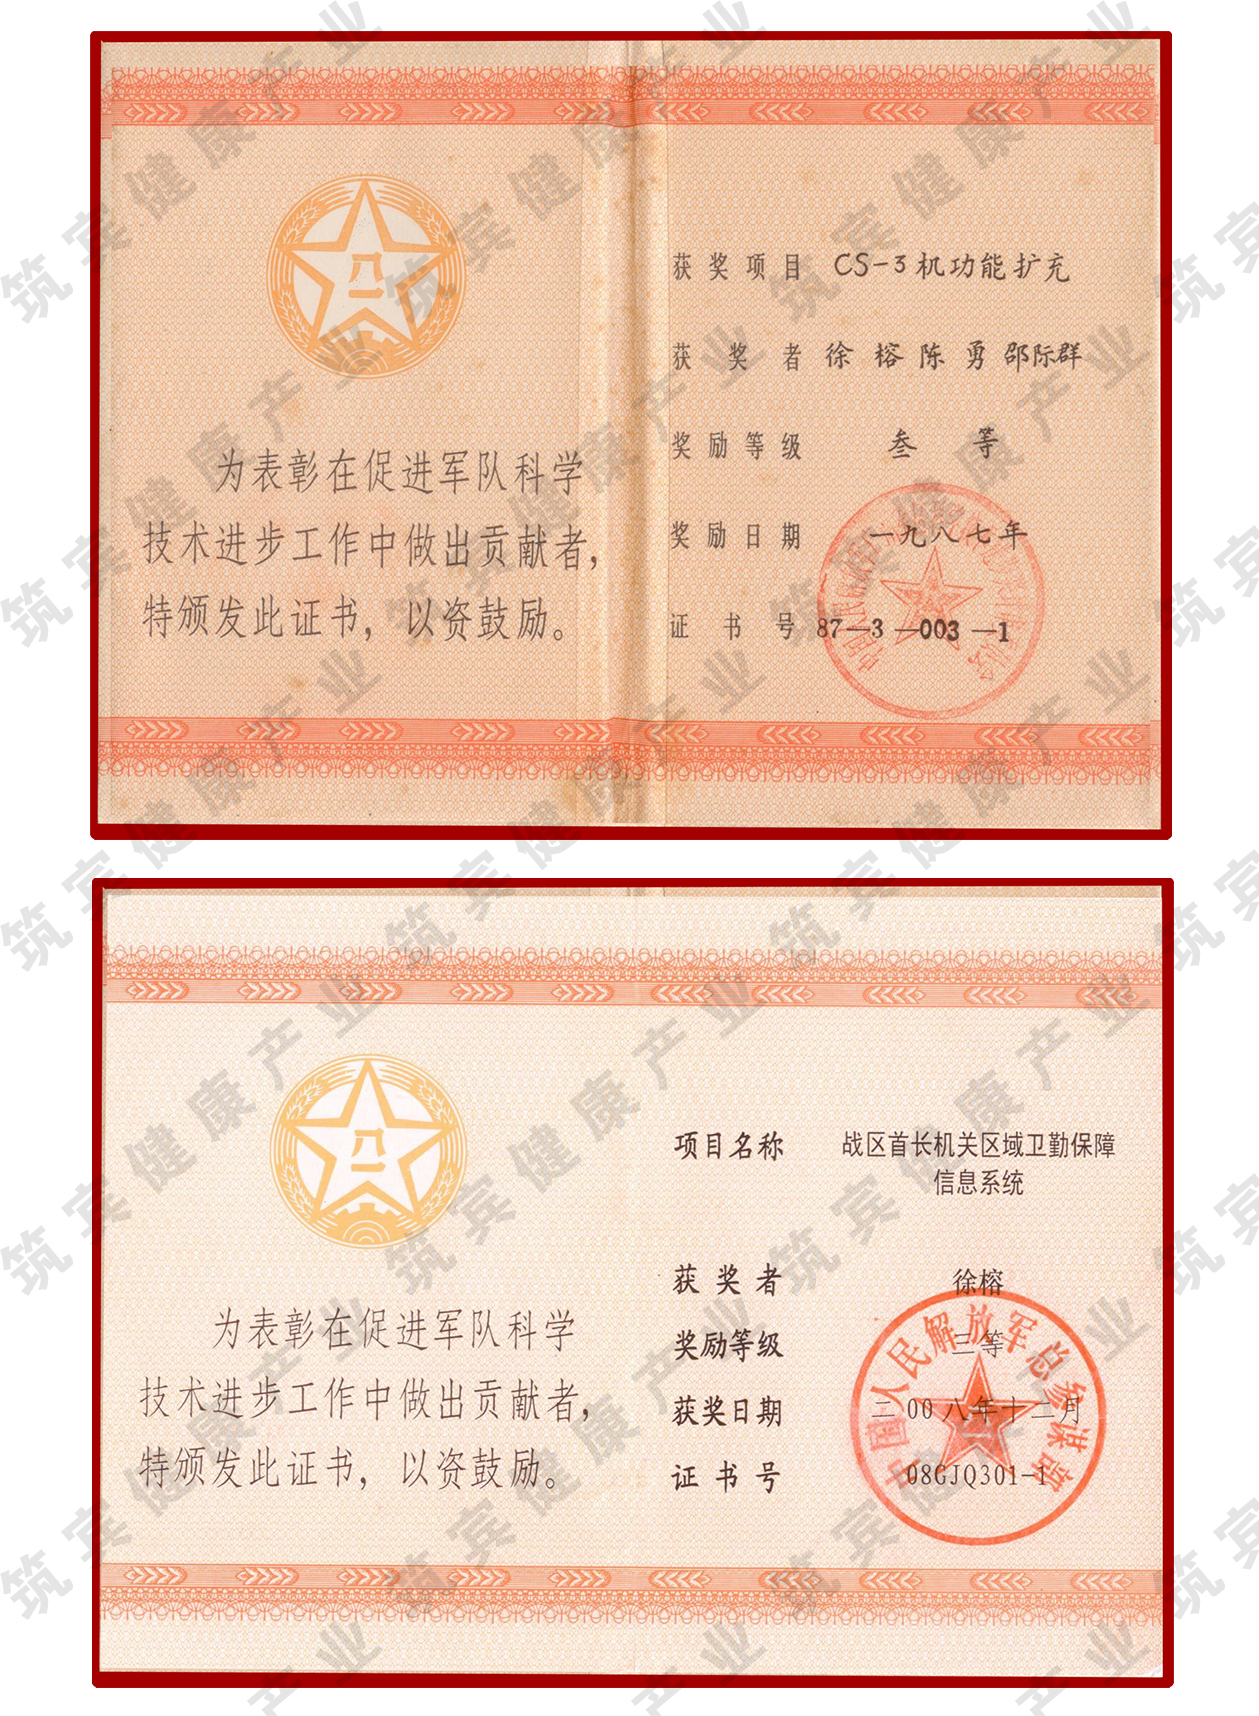 八一
为表彰在促进军队科学
技术进步工作中做出贡献者，
特颁发此证书，以资鼓励。
获奖项目 CS-3机功能扩充
获奖者 徐榕 陈勇 邵际群
奖励等级 叁等
奖励日期 一九八七年
证书号 87-3-003-1
八一
为表彰在促进军队科学
技术进步工作中做出贡献者，
特颁发此证书，以资鼓励。
项目名称 战区首长机关区域卫勤保障
信息系统
获奖者 徐榕
奖励等级 三等
获奖日期 二00八年十二月
证书号 08GJQ301-1
中国人民解放军总参谋部
筑宾健康产业